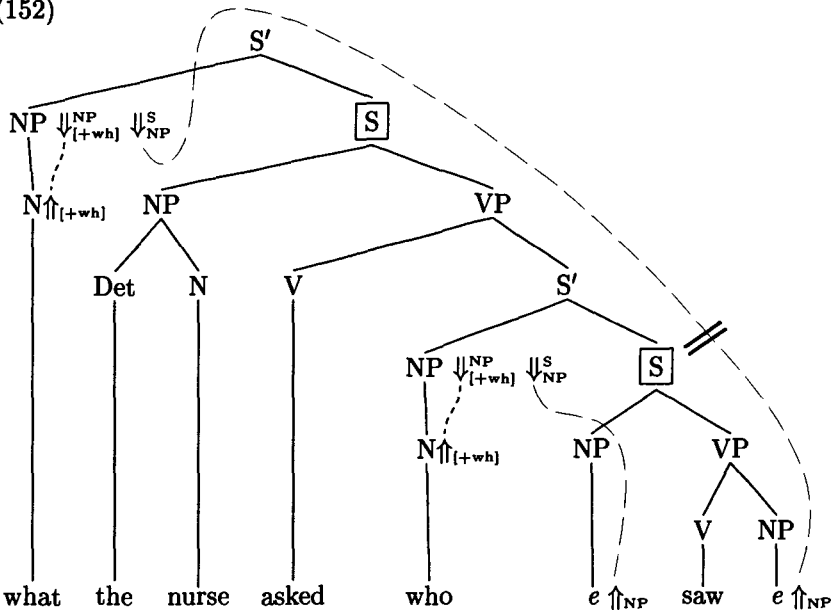 (152)
S′
NP ⇓NP[+wh] ⇓SNP S
N⇑[+wh] NP VP
Det N V S′
NP ⇓NP[+wh] ⇓SNP S
N⇑[+wh] NP VP
V NP
what the nurse asked who e ⇑NP saw e ⇑NP